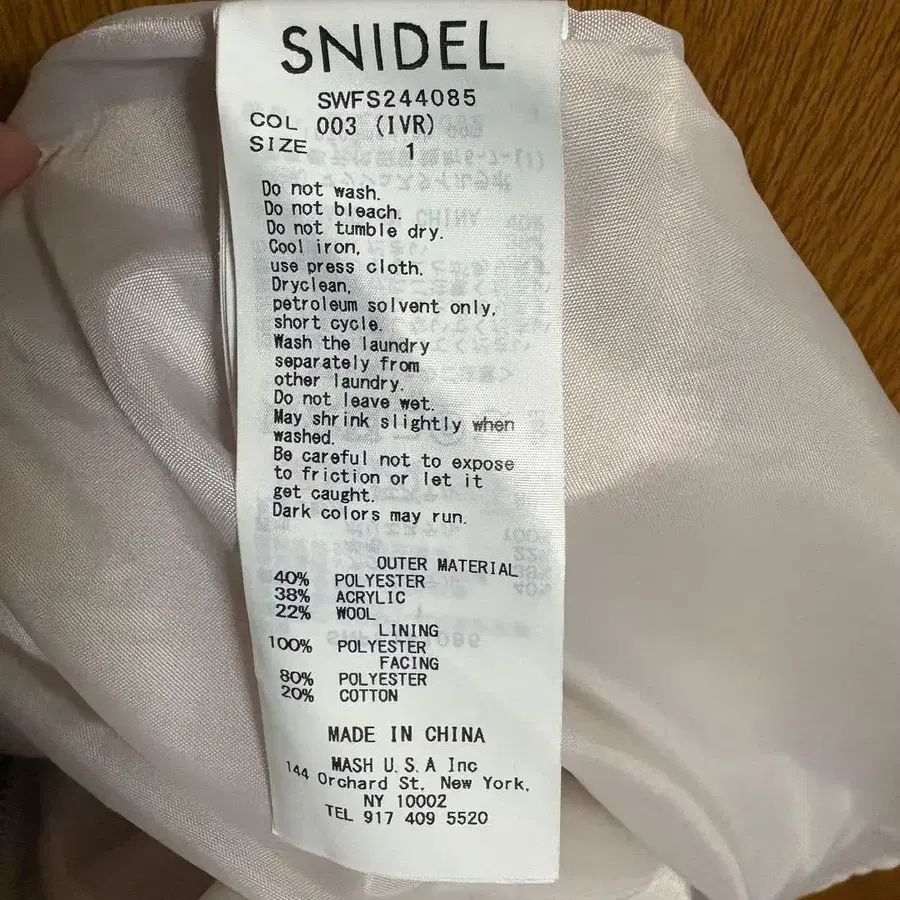 SNIDEL
SWFS244085
COL 003 (IVR)
SIZE 1
Do not wash.
Do not bleach.
Do not tumble dry.
Cool iron,
use press cloth.
Dryclean,
petroleum solvent only,
short cycle.
Wash the laundry
separately from
other laundry.
Do not leave wet.
May shrink slightly when
washed.
Be careful not to expose
to friction or let it
get caught.
Dark colors may run.
OUTER MATERIAL
40% POLYESTER
38% ACRYLIC
22% WOOL
LINING
100% POLYESTER
FACING
80% POLYESTER
20% COTTON
MADE IN CHINA
MASH U.S.A Inc
144 Orchard St, New York,
NY 10002
TEL 917 409 5520